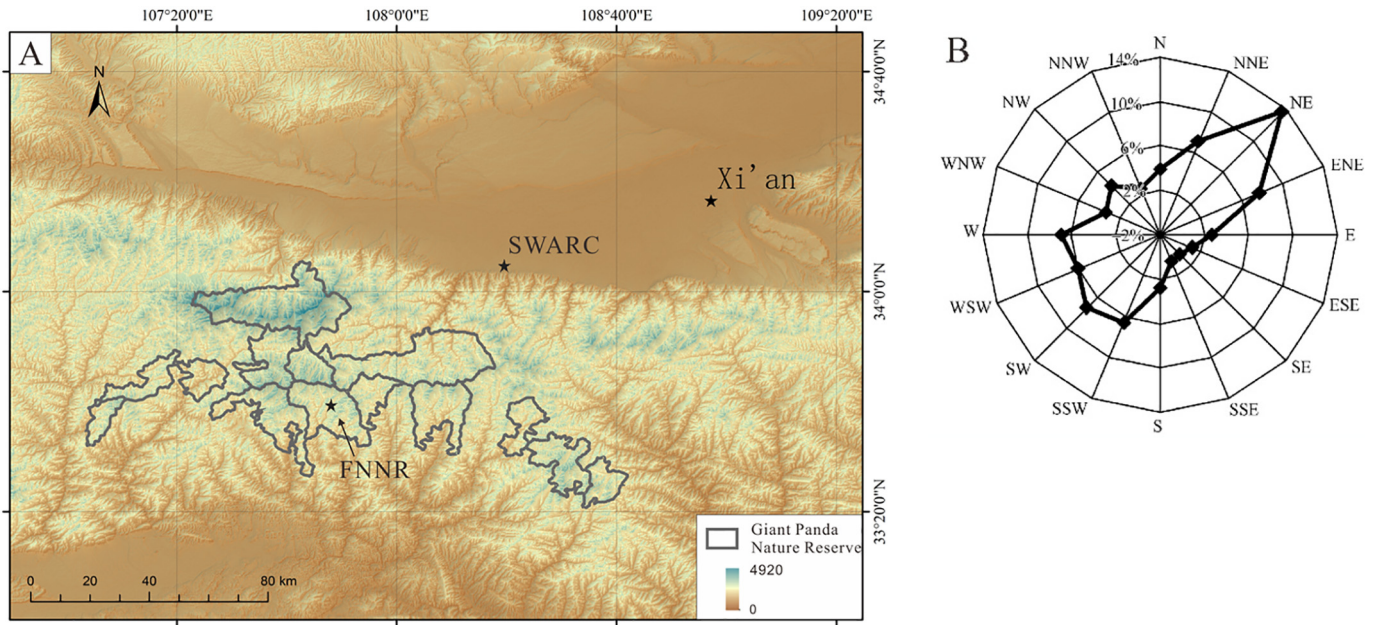 107°20'0"E
108°0'0"E
108°40'0"E
109°20'0"E
A
N
34°40'0"N
Xi'an
SWARC
34°0'0"N
FNNR
33°20'0"N
Giant Panda
Nature Reserve
4920
0
0 20 40 80 km
B
N
14%
NNW
NNE
NW
10%
NE
6%
WNW
ENE
2%
W
-2%
E
WSW
ESE
SW
SE
SSW
SSE
S